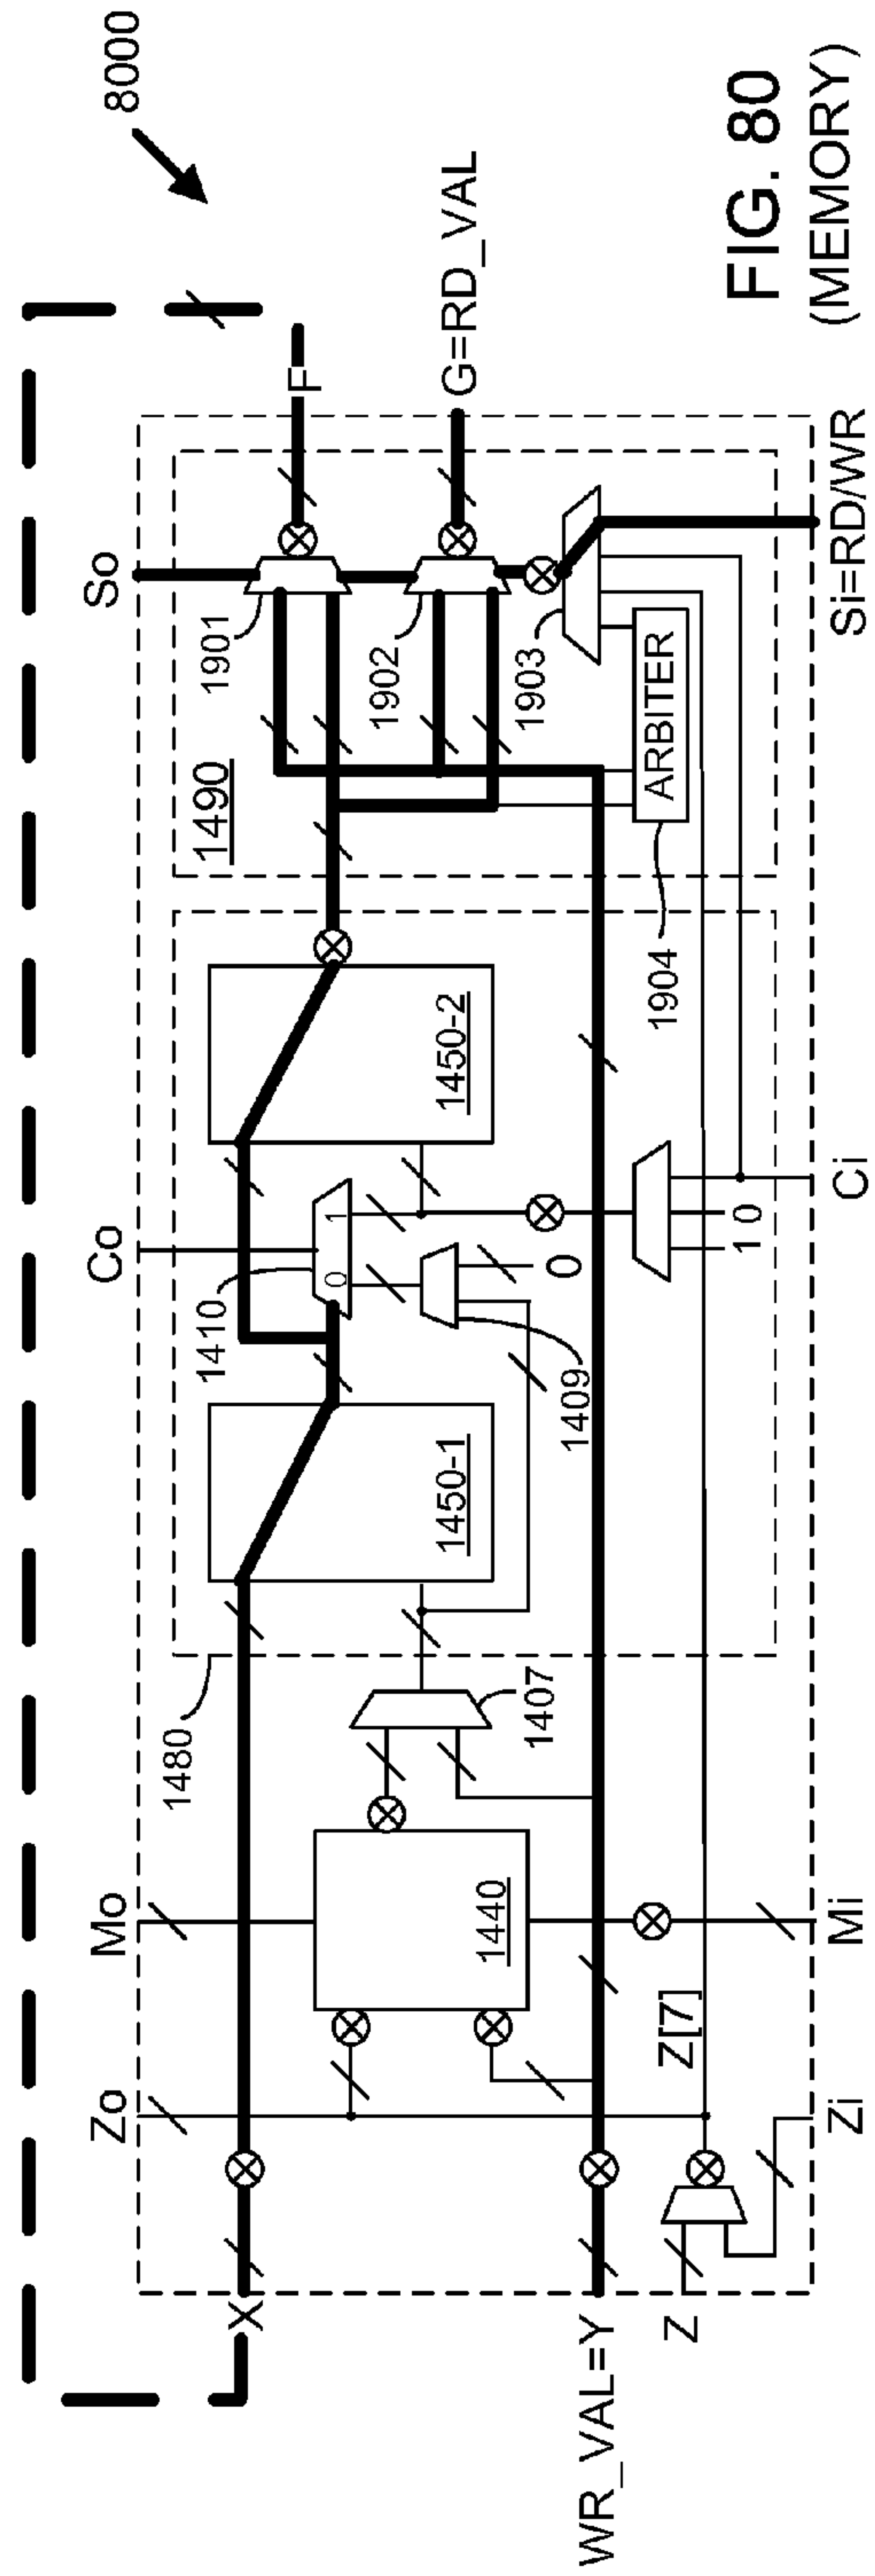 8000
So
Co
Mo
Zo
F
G=RD_VAL
1901
1902
1903
1490
ARBITER
1904
1450-2
1410
0
1
0
1409
1450-1
1 0
1480
1407
1440
Z[7]
X
WR_VAL=Y
Z
Zi
Mi
Ci
Si=RD/WR
FIG. 80
(MEMORY)